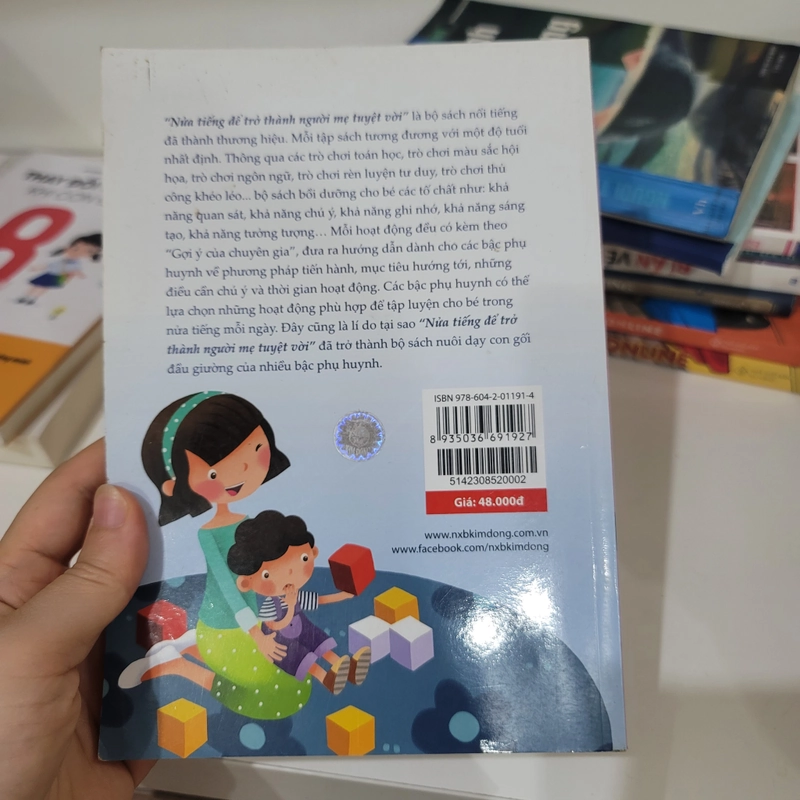 "Nửa tiếng để trở thành người mẹ tuyệt vời" là bộ sách nổi tiếng
đã thành thương hiệu. Mỗi tập sách tương đương với một độ tuổi
nhất định. Thông qua các trò chơi toán học, trò chơi màu sắc hội
họa, trò chơi ngôn ngữ, trò chơi rèn luyện tư duy, trò chơi thủ
công khéo léo... bộ sách bồi dưỡng cho bé các tố chất như: khả
năng quan sát, khả năng chú ý, khả năng ghi nhớ, khả năng sáng
tạo, khả năng tưởng tượng... Mỗi hoạt động đều có kèm theo
"Gợi ý của chuyên gia", đưa ra hướng dẫn dành cho các bậc phụ
huynh về phương pháp tiến hành, mục tiêu hướng tới, những
điều cần chú ý và thời gian hoạt động. Các bậc phụ huynh có thể
lựa chọn những hoạt động phù hợp để tập luyện cho bé trong
nửa tiếng mỗi ngày. Đây cũng là lí do tại sao "Nửa tiếng để trở
thành người mẹ tuyệt vời" đã trở thành bộ sách nuôi dạy con gối
đầu giường của nhiều bậc phụ huynh.
ISBN 978-604-2-01191-4
8 935036 691927
5142308520002
Giá: 48.000đ
www.nxbkimdong.com.vn
www.facebook.com/nxbkimdong
8
ONLINE